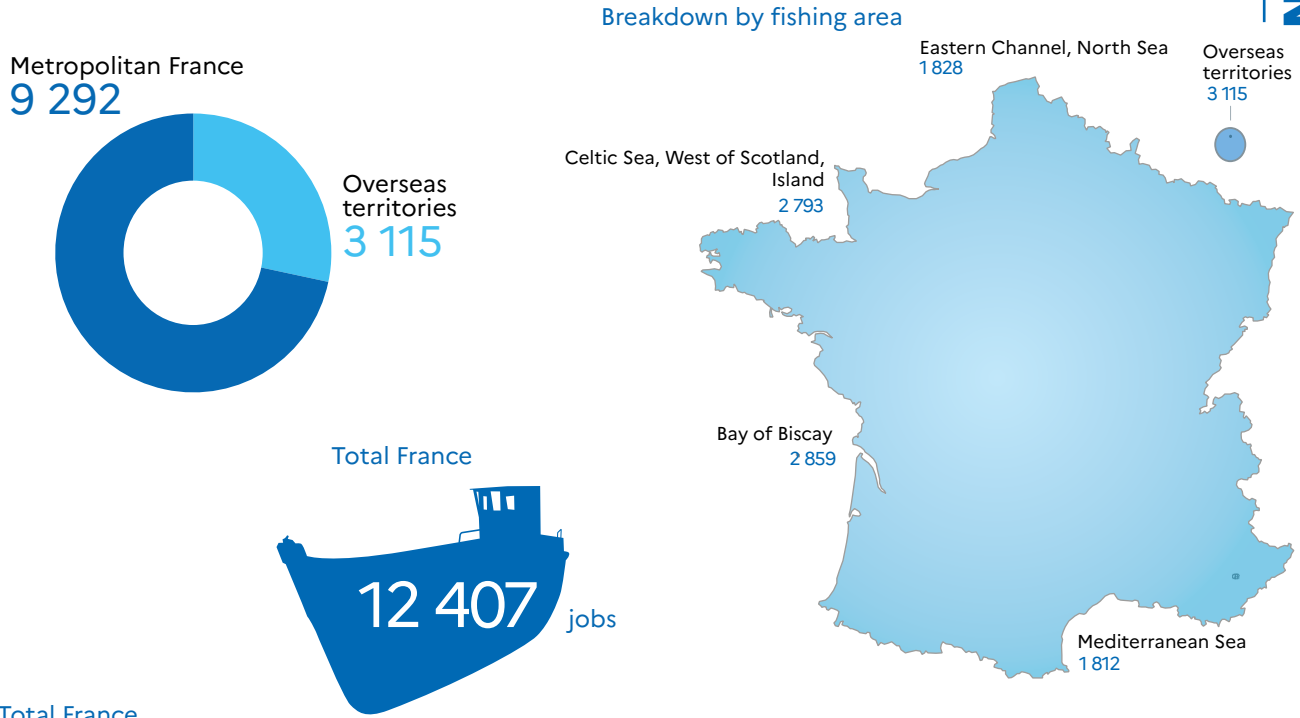 Breakdown by fishing area
Metropolitan France
9 292
Overseas
territories
3 115
Total France
12 407
jobs
Eastern Channel, North Sea
1 828
Overseas
territories
3 115
Celtic Sea, West of Scotland,
Island
2 793
Bay of Biscay
2 859
Mediterranean Sea
1 812
Total France